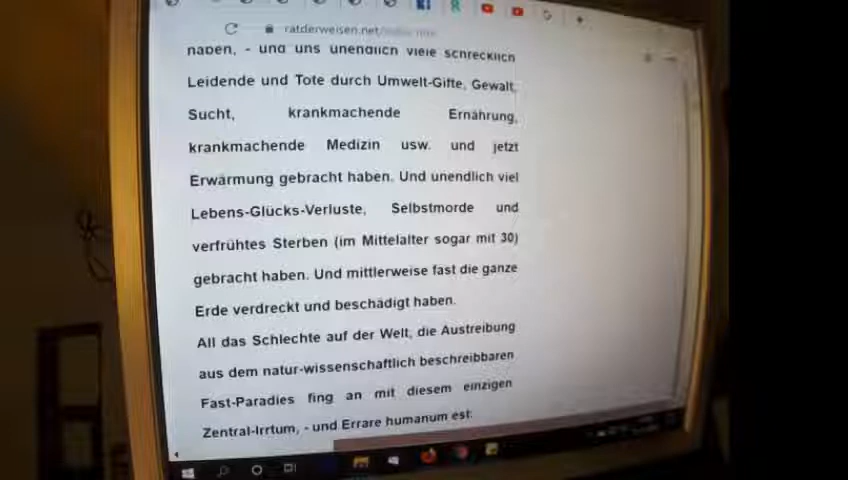 ratderweisen.net/index.htm
haben, - und uns unendlich viele schrecklich
Leidende und Tote durch Umwelt-Gifte, Gewalt,
Sucht, krankmachende Ernährung,
krankmachende Medizin usw. und jetzt
Erwärmung gebracht haben. Und unendlich viel
Lebens-Glücks-Verluste, Selbstmorde und
verfrühtes Sterben (im Mittelalter sogar mit 30)
gebracht haben. Und mittlerweise fast die ganze
Erde verdreckt und beschädigt haben.
All das Schlechte auf der Welt, die Austreibung
aus dem natur-wissenschaftlich beschreibbaren
Fast-Paradies fing an mit diesem einzigen
Zentral-Irrtum, - und Errare humanum est: